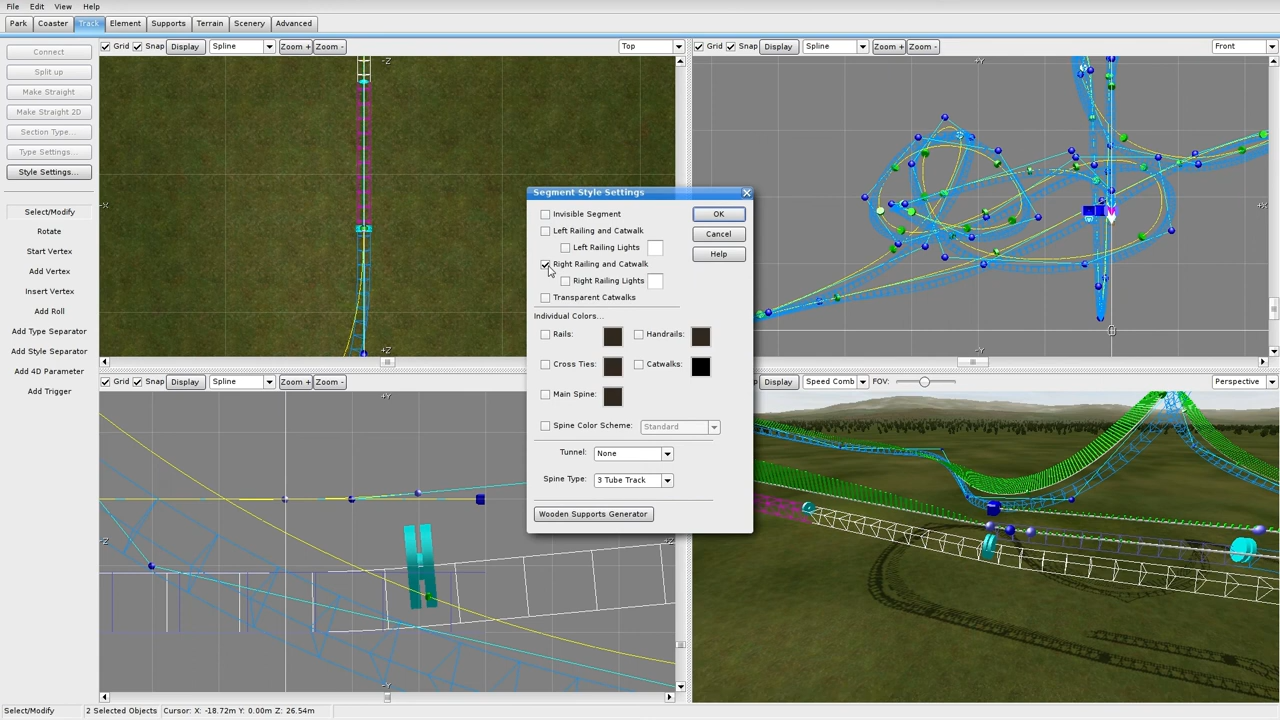 File Edit View Help
Park Coaster Track Element Supports Terrain Scenery Advanced
Connect
Split up
Make Straight
Make Straight 2D
Section Type...
Type Settings...
Style Settings...
Select/Modify
Rotate
Start Vertex
Add Vertex
Insert Vertex
Add Roll
Add Type Separator
Add Style Separator
Add 4D Parameter
Add Trigger
Grid Snap Display Spline Zoom + Zoom - Top
-Z
-X
+Z
Grid Snap Display Spline Zoom + Zoom - Front
+Y
+X
0
-Y
Segment Style Settings
Invisible Segment
Left Railing and Catwalk
Left Railing Lights
Right Railing and Catwalk
Right Railing Lights
Transparent Catwalks
OK
Cancel
Help
Individual Colors...
Rails: Handrails:
Cross Ties: Catwalks:
Main Spine:
Spine Color Scheme: Standard
Tunnel: None
Spine Type: 3 Tube Track
Wooden Supports Generator
Grid Snap Display Spline Zoom + Zoom -
+Y
-Y
Display Speed Comb FOV: Perspective
Select/Modify 2 Selected Objects Cursor: X: -18.72m Y: 0.00m Z: 26.54m